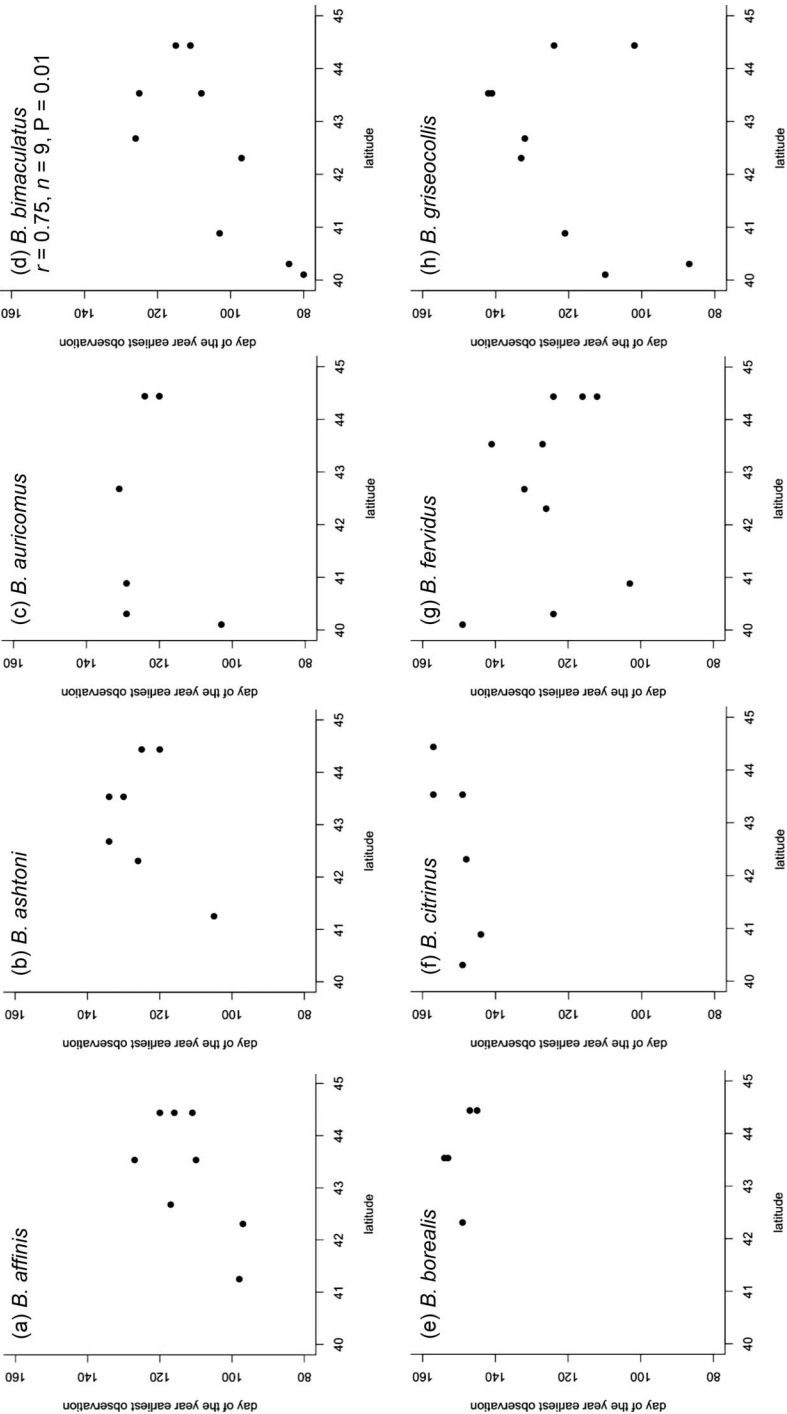 (a) B. affinis
day of the year earliest observation
160
140
120
100
80
40 41 42 43 44 45
latitude
(b) B. ashtoni
day of the year earliest observation
160
140
120
100
80
40 41 42 43 44 45
latitude
(c) B. auricomus
day of the year earliest observation
160
140
120
100
80
40 41 42 43 44 45
latitude
(d) B. bimaculatus
r = 0.75, n = 9, P = 0.01
day of the year earliest observation
160
140
120
100
80
40 41 42 43 44 45
latitude
(e) B. borealis
day of the year earliest observation
160
140
120
100
80
40 41 42 43 44 45
latitude
(f) B. citrinus
day of the year earliest observation
160
140
120
100
80
40 41 42 43 44 45
latitude
(g) B. fervidus
day of the year earliest observation
160
140
120
100
80
40 41 42 43 44 45
latitude
(h) B. griseocollis
day of the year earliest observation
160
140
120
100
80
40 41 42 43 44 45
latitude